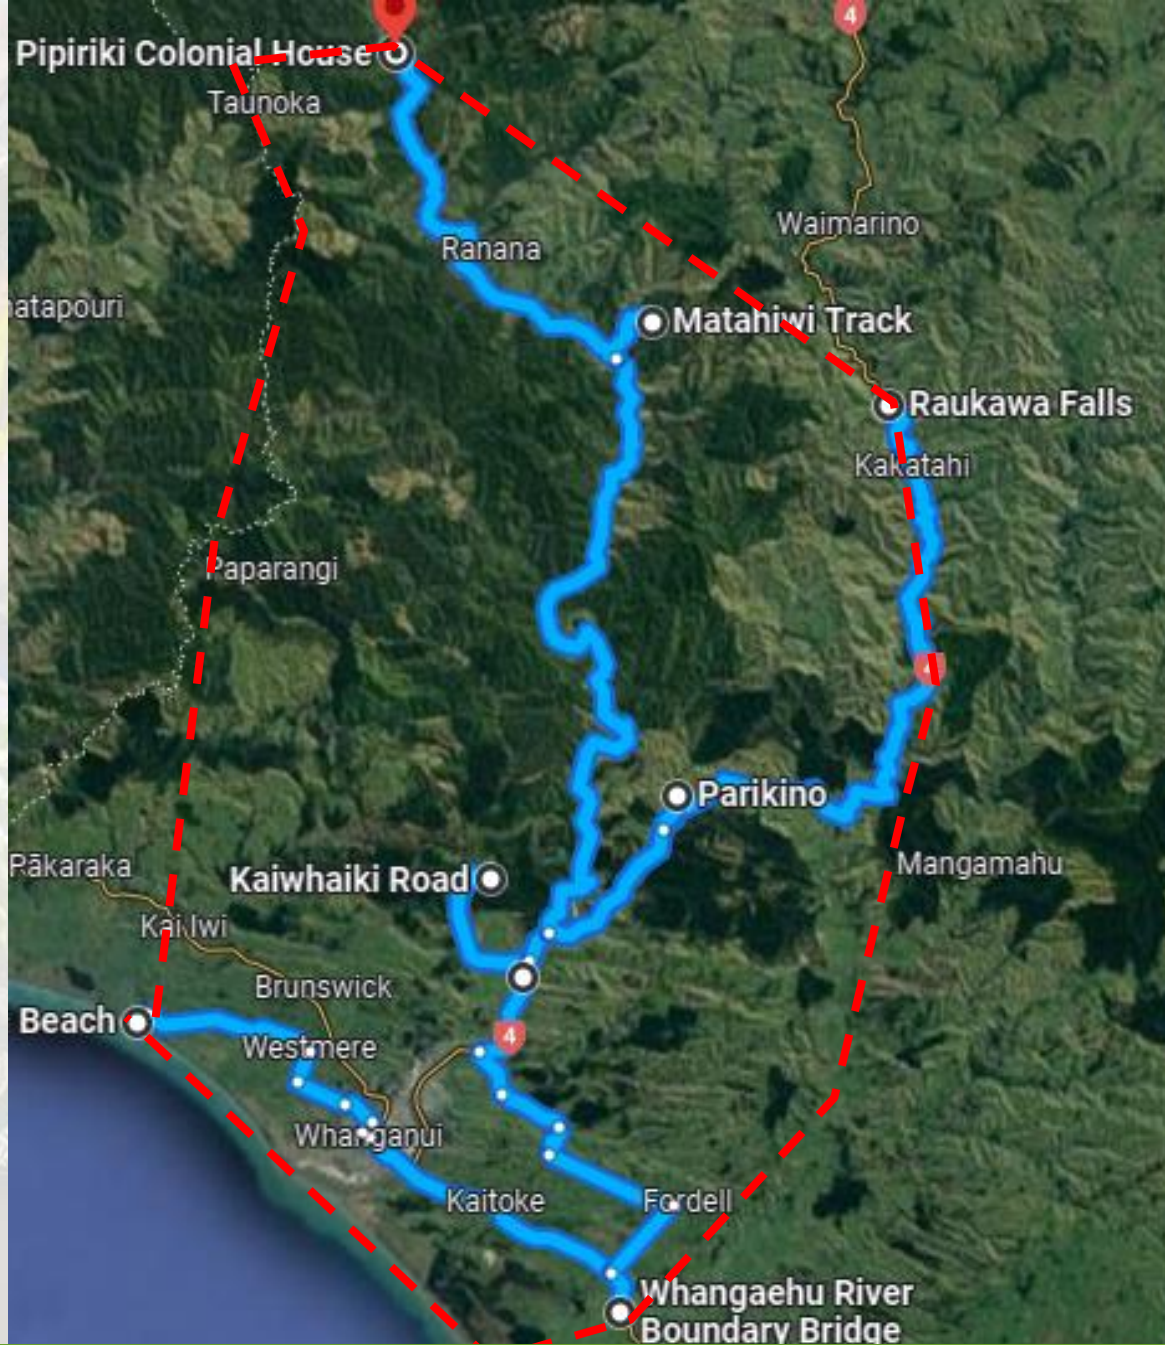 4
Pipiriki Colonial House
Taunoka
Waimarino
Ranana
natapouri
Matahiwi Track
Raukawa Falls
Kakatahi
Paparangi
Parikino
Pākaraka
Kaiwhaiki Road
Mangamahu
Kai Iwi
Brunswick
Beach
4
Westmere
Whanganui
Kaitoke
Fordell
Whangaehu River
Boundary Bridge